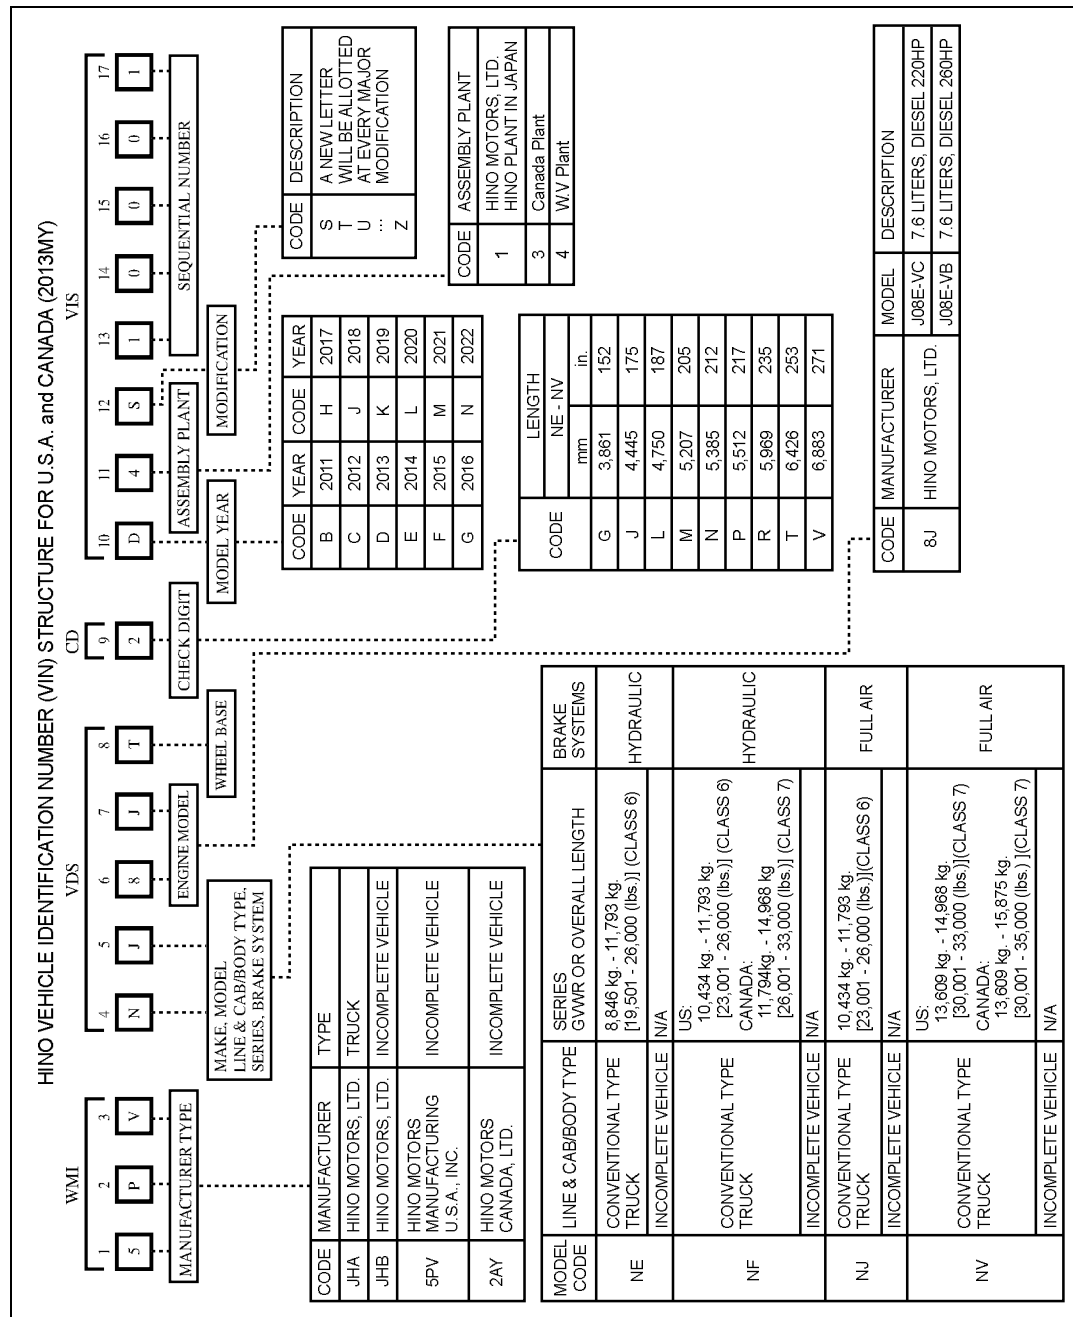 HINO VEHICLE IDENTIFICATION NUMBER (VIN) STRUCTURE FOR U.S.A. and CANADA (2013MY)
WMI VDS CD VIS
1 2 3 4 5 6 7 8 9 10 11 12 13 14 15 16 17
5 P V N J 8 J T 2 D 4 S 1 0 0 0 1
MANUFACTURER TYPE
MAKE, MODEL
LINE & CAB/BODY TYPE,
SERIES, BRAKE SYSTEM
ENGINE MODEL
WHEEL BASE
CHECK DIGIT
MODEL YEAR
ASSEMBLY PLANT
MODIFICATION
SEQUENTIAL NUMBER
CODE MANUFACTURER TYPE
JHA HINO MOTORS, LTD. TRUCK
JHB HINO MOTORS, LTD. INCOMPLETE VEHICLE
5PV HINO MOTORS
MANUFACTURING
U.S.A., INC.
INCOMPLETE VEHICLE
2AY HINO MOTORS
CANADA, LTD.
INCOMPLETE VEHICLE
CODE YEAR CODE YEAR
B 2011 H 2017
C 2012 J 2018
D 2013 K 2019
E 2014 L 2020
F 2015 M 2021
G 2016 N 2022
CODE DESCRIPTION
S
T
U
...
Z
A NEW LETTER
WILL BE ALLOTTED
AT EVERY MAJOR
MODIFICATION
CODE ASSEMBLY PLANT
1 HINO MOTORS, LTD.
HINO PLANT IN JAPAN
3 Canada Plant
4 W.V Plant
MODEL
CODE
LINE & CAB/BODY TYPE
SERIES
GWWR OR OVERALL LENGTH
BRAKE
SYSTEMS
NE
CONVENTIONAL TYPE
TRUCK
8,846 kg. - 11,793 kg.
[19,501 - 26,000 (lbs.)] (CLASS 6)
HYDRAULIC
INCOMPLETE VEHICLE N/A
NF
CONVENTIONAL TYPE
TRUCK
US:
10,434 kg. - 11,793 kg.
[23,001 - 26,000 (lbs.)] (CLASS 6)
CANADA:
11,794kg. - 14,968 kg
[26,001 - 33,000 (lbs.)] (CLASS 7)
HYDRAULIC
INCOMPLETE VEHICLE N/A
NJ
CONVENTIONAL TYPE
TRUCK
10,434 kg. - 11,793 kg.
[23,001 - 26,000 (lbs.)](CLASS 6)
FULL AIR
INCOMPLETE VEHICLE N/A
NV
CONVENTIONAL TYPE
TRUCK
US:
13,609 kg. - 14,968 kg.
[30,001 - 33,000 (lbs.)](CLASS 7)
CANADA:
13,609 kg. - 15,875 kg.
[30,001 - 35,000 (lbs.) ](CLASS 7)
FULL AIR
INCOMPLETE VEHICLE N/A
CODE LENGTH
NE - NV
mm in.
G 3,861 152
J 4,445 175
L 4,750 187
M 5,207 205
N 5,385 212
P 5,512 217
R 5,969 235
T 6,426 253
V 6,883 271
CODE MANUFACTURER MODEL DESCRIPTION
8J HINO MOTORS, LTD.
J08E-VC 7.6 LITERS, DIESEL 220HP
J08E-VB 7.6 LITERS, DIESEL 260HP